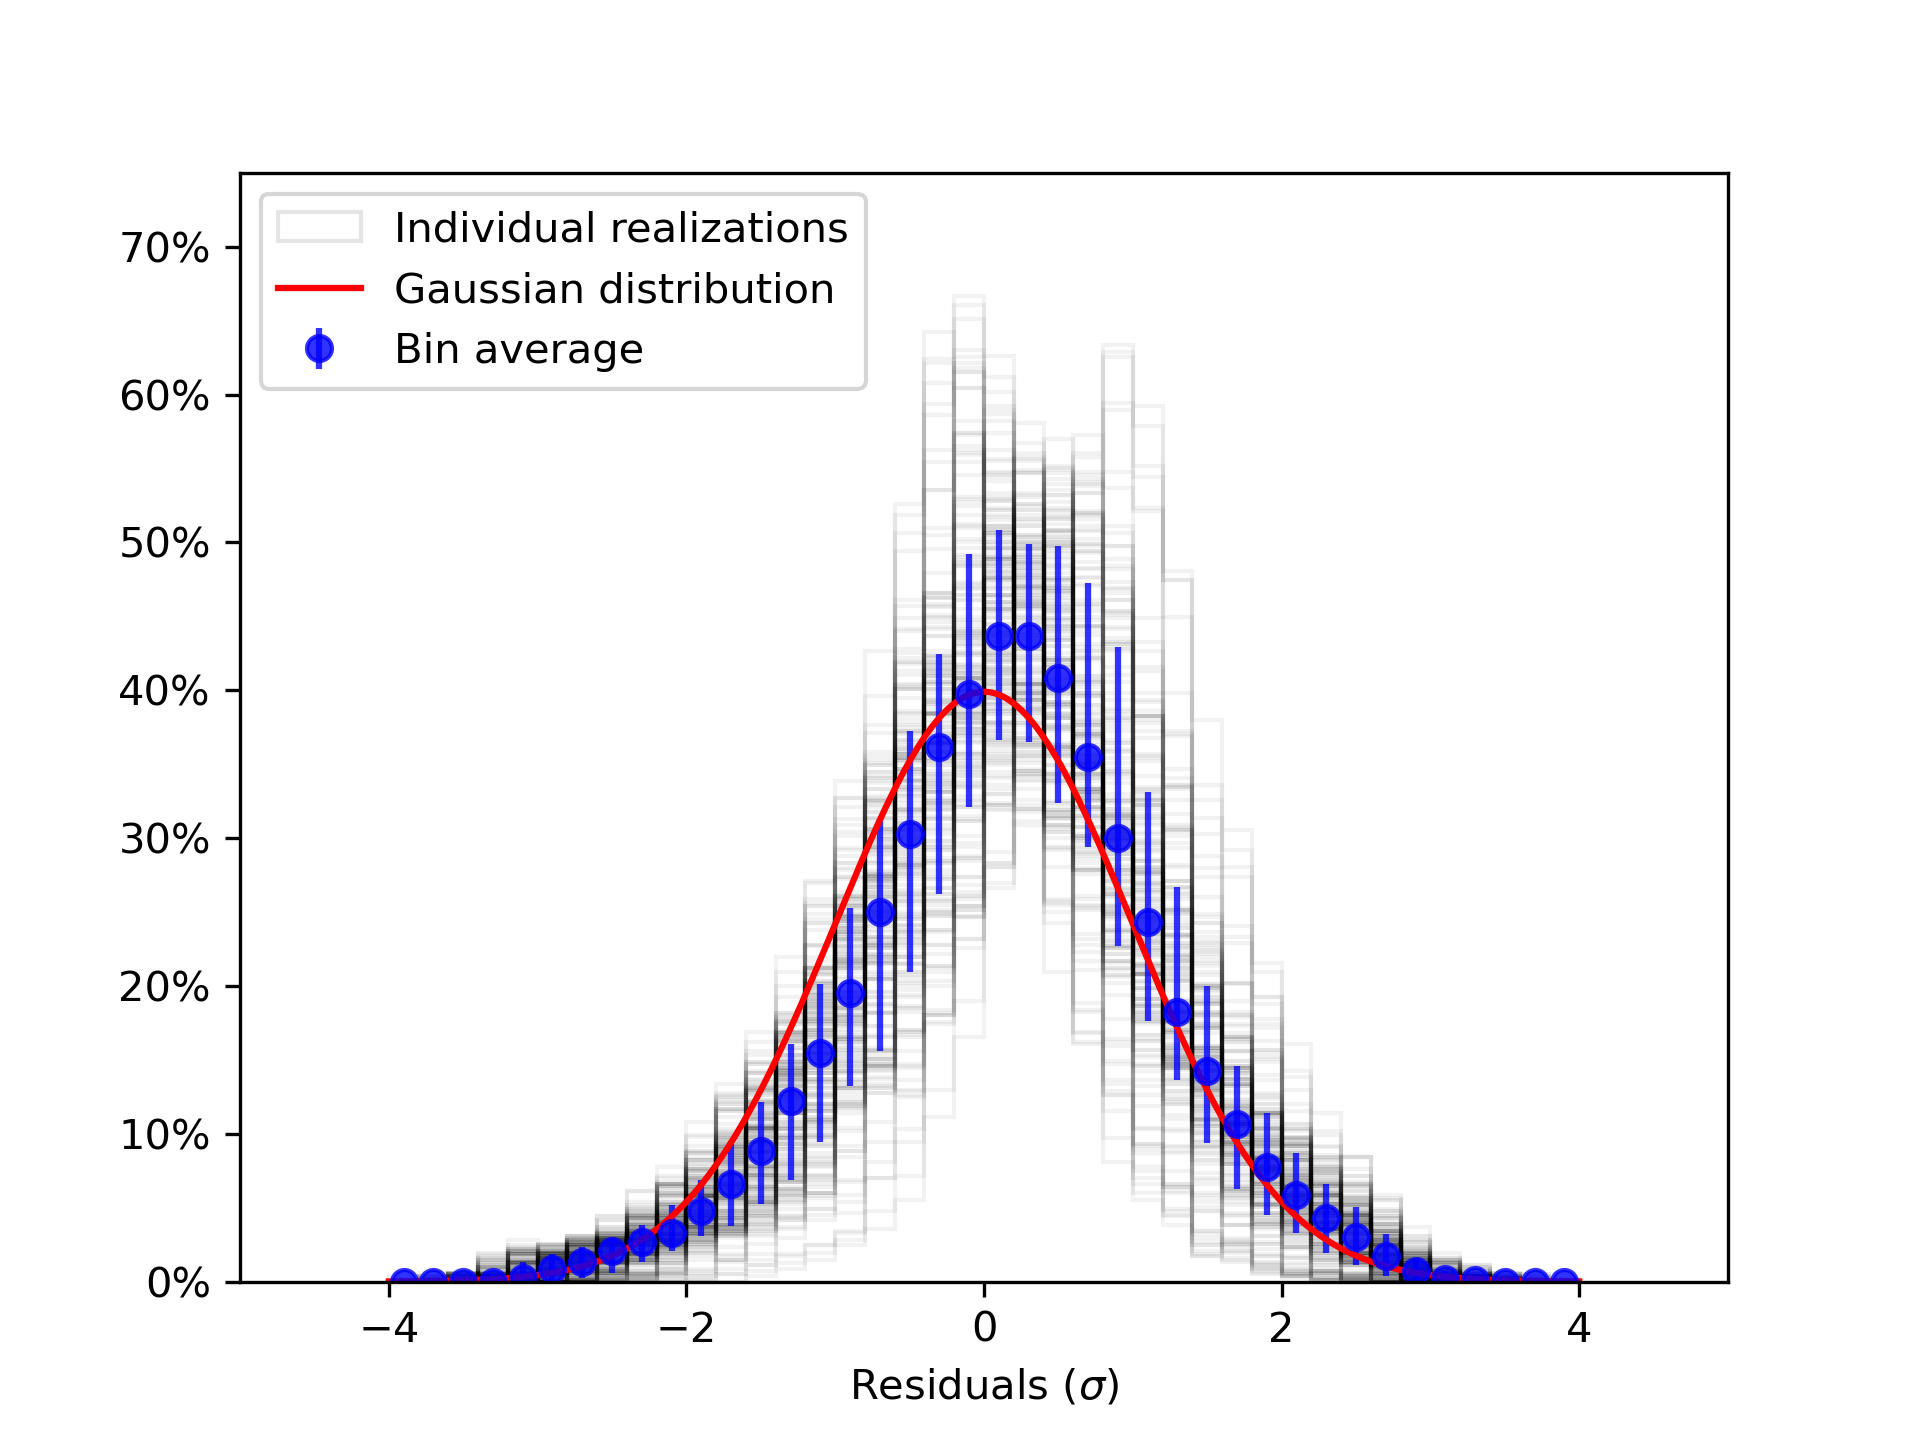 Individual realizations
Gaussian distribution
Bin average
70%
60%
50%
40%
30%
20%
10%
0%
−4 −2 0 2 4
Residuals (σ)